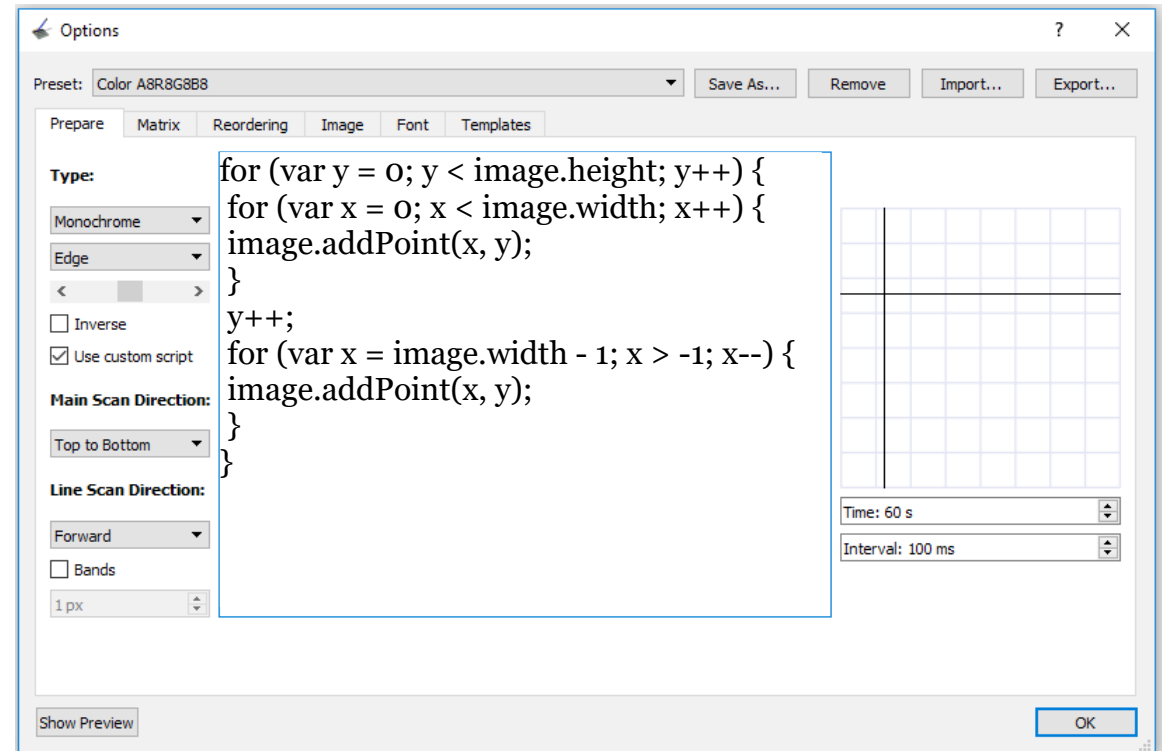 Options
?
Preset: Color A8R8G8B8 Save As... Remove Import... Export...
Prepare Matrix Reordering Image Font Templates
Type:
Monochrome
Edge
Inverse
Use custom script
Main Scan Direction:
Top to Bottom
Line Scan Direction:
Forward
Bands
1 px
for (var y = 0; y < image.height; y++) {
for (var x = 0; x < image.width; x++) {
image.addPoint(x, y);
}
y++;
for (var x = image.width - 1; x > -1; x--) {
image.addPoint(x, y);
}
}
Time: 60 s
Interval: 100 ms
Show Preview
OK